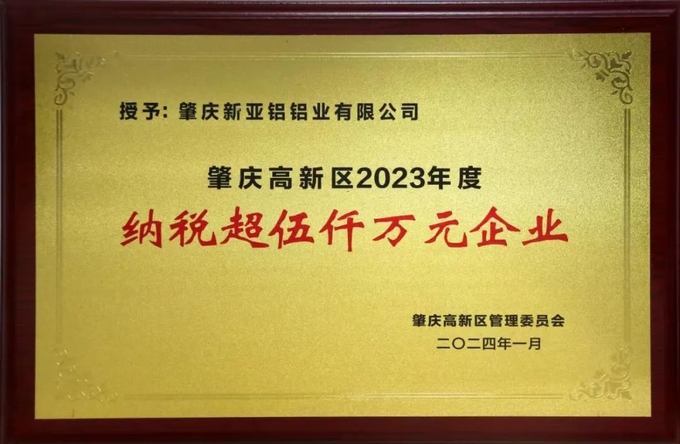 授予：肇庆新亚铝铝业有限公司
肇庆高新区2023年度
纳税超伍仟万元企业
肇庆高新区管理委员会
二〇二四年一月